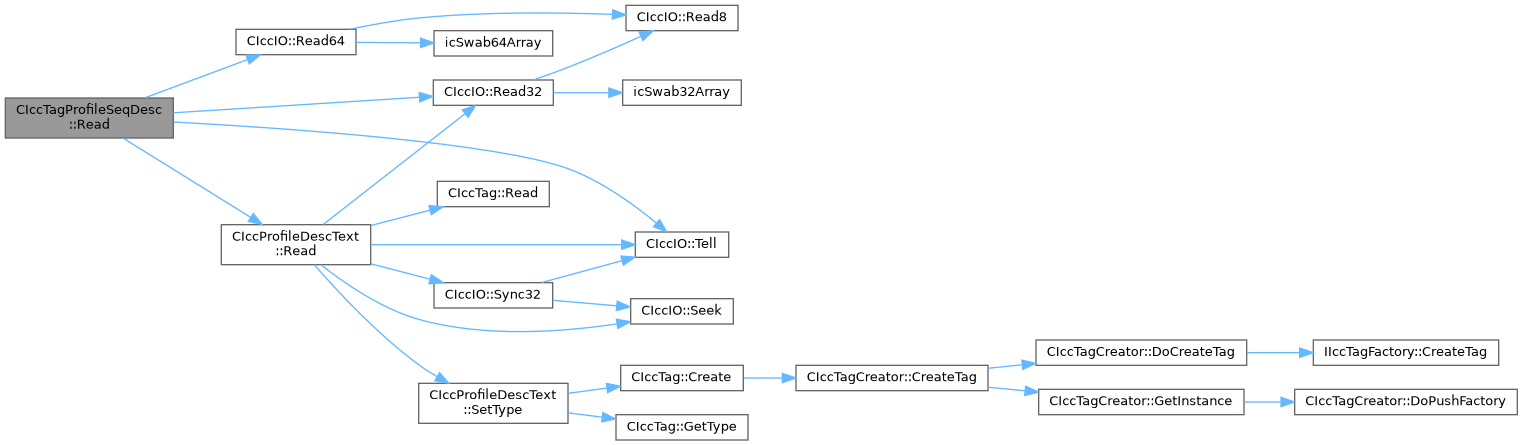 CIccIO::Read8
CIccIO::Read64
icSwab64Array
CIccIO::Read32
icSwab32Array
CIccTagProfileSeqDesc
::Read
CIccTag::Read
CIccProfileDescText
::Read
CIccIO::Tell
CIccIO::Sync32
CIccIO::Seek
CIccTagCreator::DoCreateTag
IIccTagFactory::CreateTag
CIccTag::Create
CIccTagCreator::CreateTag
CIccProfileDescText
::SetType
CIccTagCreator::GetInstance
CIccTagCreator::DoPushFactory
CIccTag::GetType